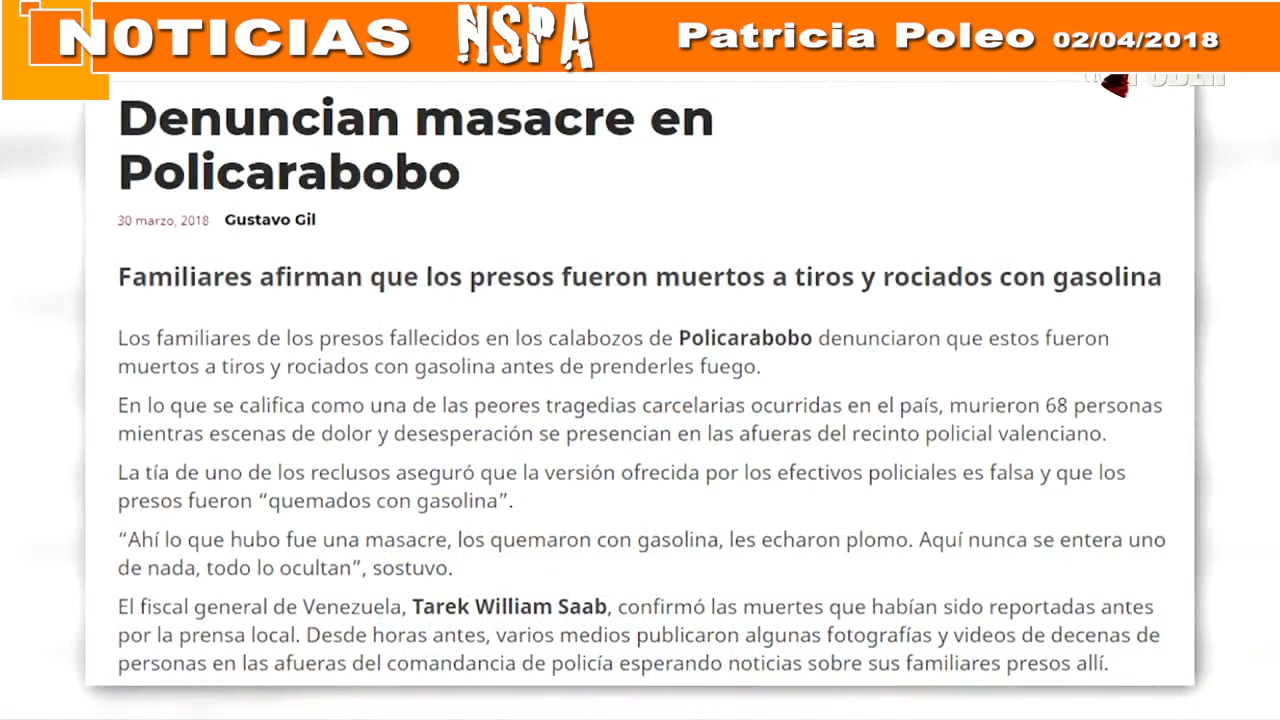 N0TICIAS NSPA Patricia Poleo 02/04/2018
Denuncian masacre en
Policarabobo
30 marzo, 2018 Gustavo Gil
Familiares afirman que los presos fueron muertos a tiros y rociados con gasolina
Los familiares de los presos fallecidos en los calabozos de Policarabobo denunciaron que estos fueron
muertos a tiros y rociados con gasolina antes de prenderles fuego.
En lo que se califica como una de las peores tragedias carcelarias ocurridas en el país, murieron 68 personas
mientras escenas de dolor y desesperación se presencian en las afueras del recinto policial valenciano.
La tía de uno de los reclusos aseguró que la versión ofrecida por los efectivos policiales es falsa y que los
presos fueron “quemados con gasolina”.
“Ahí lo que hubo fue una masacre, los quemaron con gasolina, les echaron plomo. Aquí nunca se entera uno
de nada, todo lo ocultan”, sostuvo.
El fiscal general de Venezuela, Tarek William Saab, confirmó las muertes que habían sido reportadas antes
por la prensa local. Desde horas antes, varios medios publicaron algunas fotografías y videos de decenas de
personas en las afueras del comandancia de policía esperando noticias sobre sus familiares presos allí.